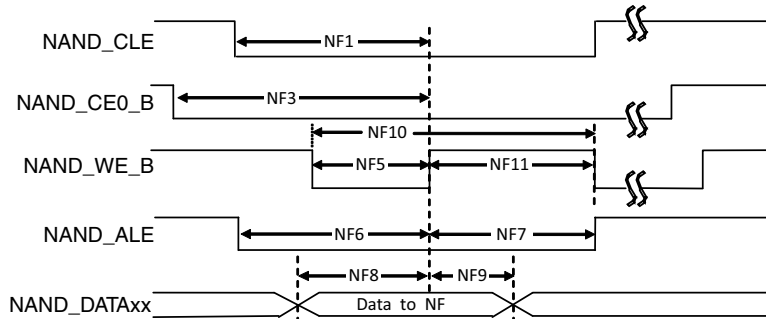 NAND_CLE
NF1
NAND_CE0_B
NF3
NF10
NAND_WE_B
NF5
NF11
NAND_ALE
NF6
NF7
NF8
NF9
NAND_DATAxx
Data to NF